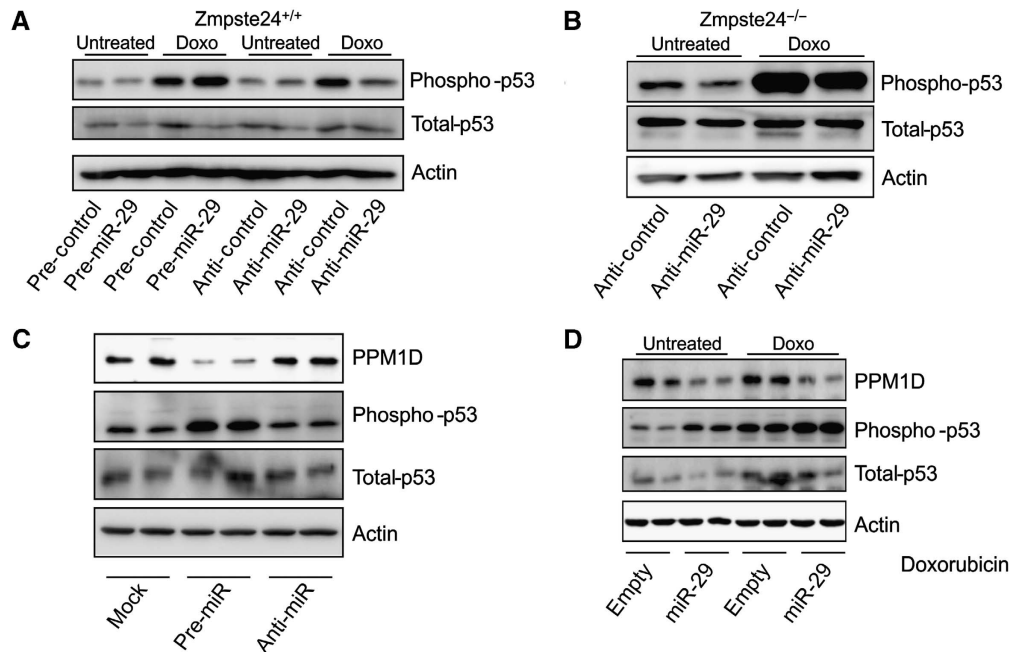 A
Zmpste24+/+
Untreated Doxo Untreated Doxo
Phospho-p53
Total-p53
Actin
Pre-control
Pre-miR-29
Pre-control
Pre-miR-29
Anti-control
Anti-miR-29
Anti-control
Anti-miR-29
B
Zmpste24−/−
Untreated Doxo
Phospho-p53
Total-p53
Actin
Anti-control
Anti-miR-29
Anti-control
Anti-miR-29
C
PPM1D
Phospho-p53
Total-p53
Actin
Mock
Pre-miR
Anti-miR
D
Untreated Doxo
PPM1D
Phospho-p53
Total-p53
Actin
Empty
miR-29
Empty
miR-29
Doxorubicin